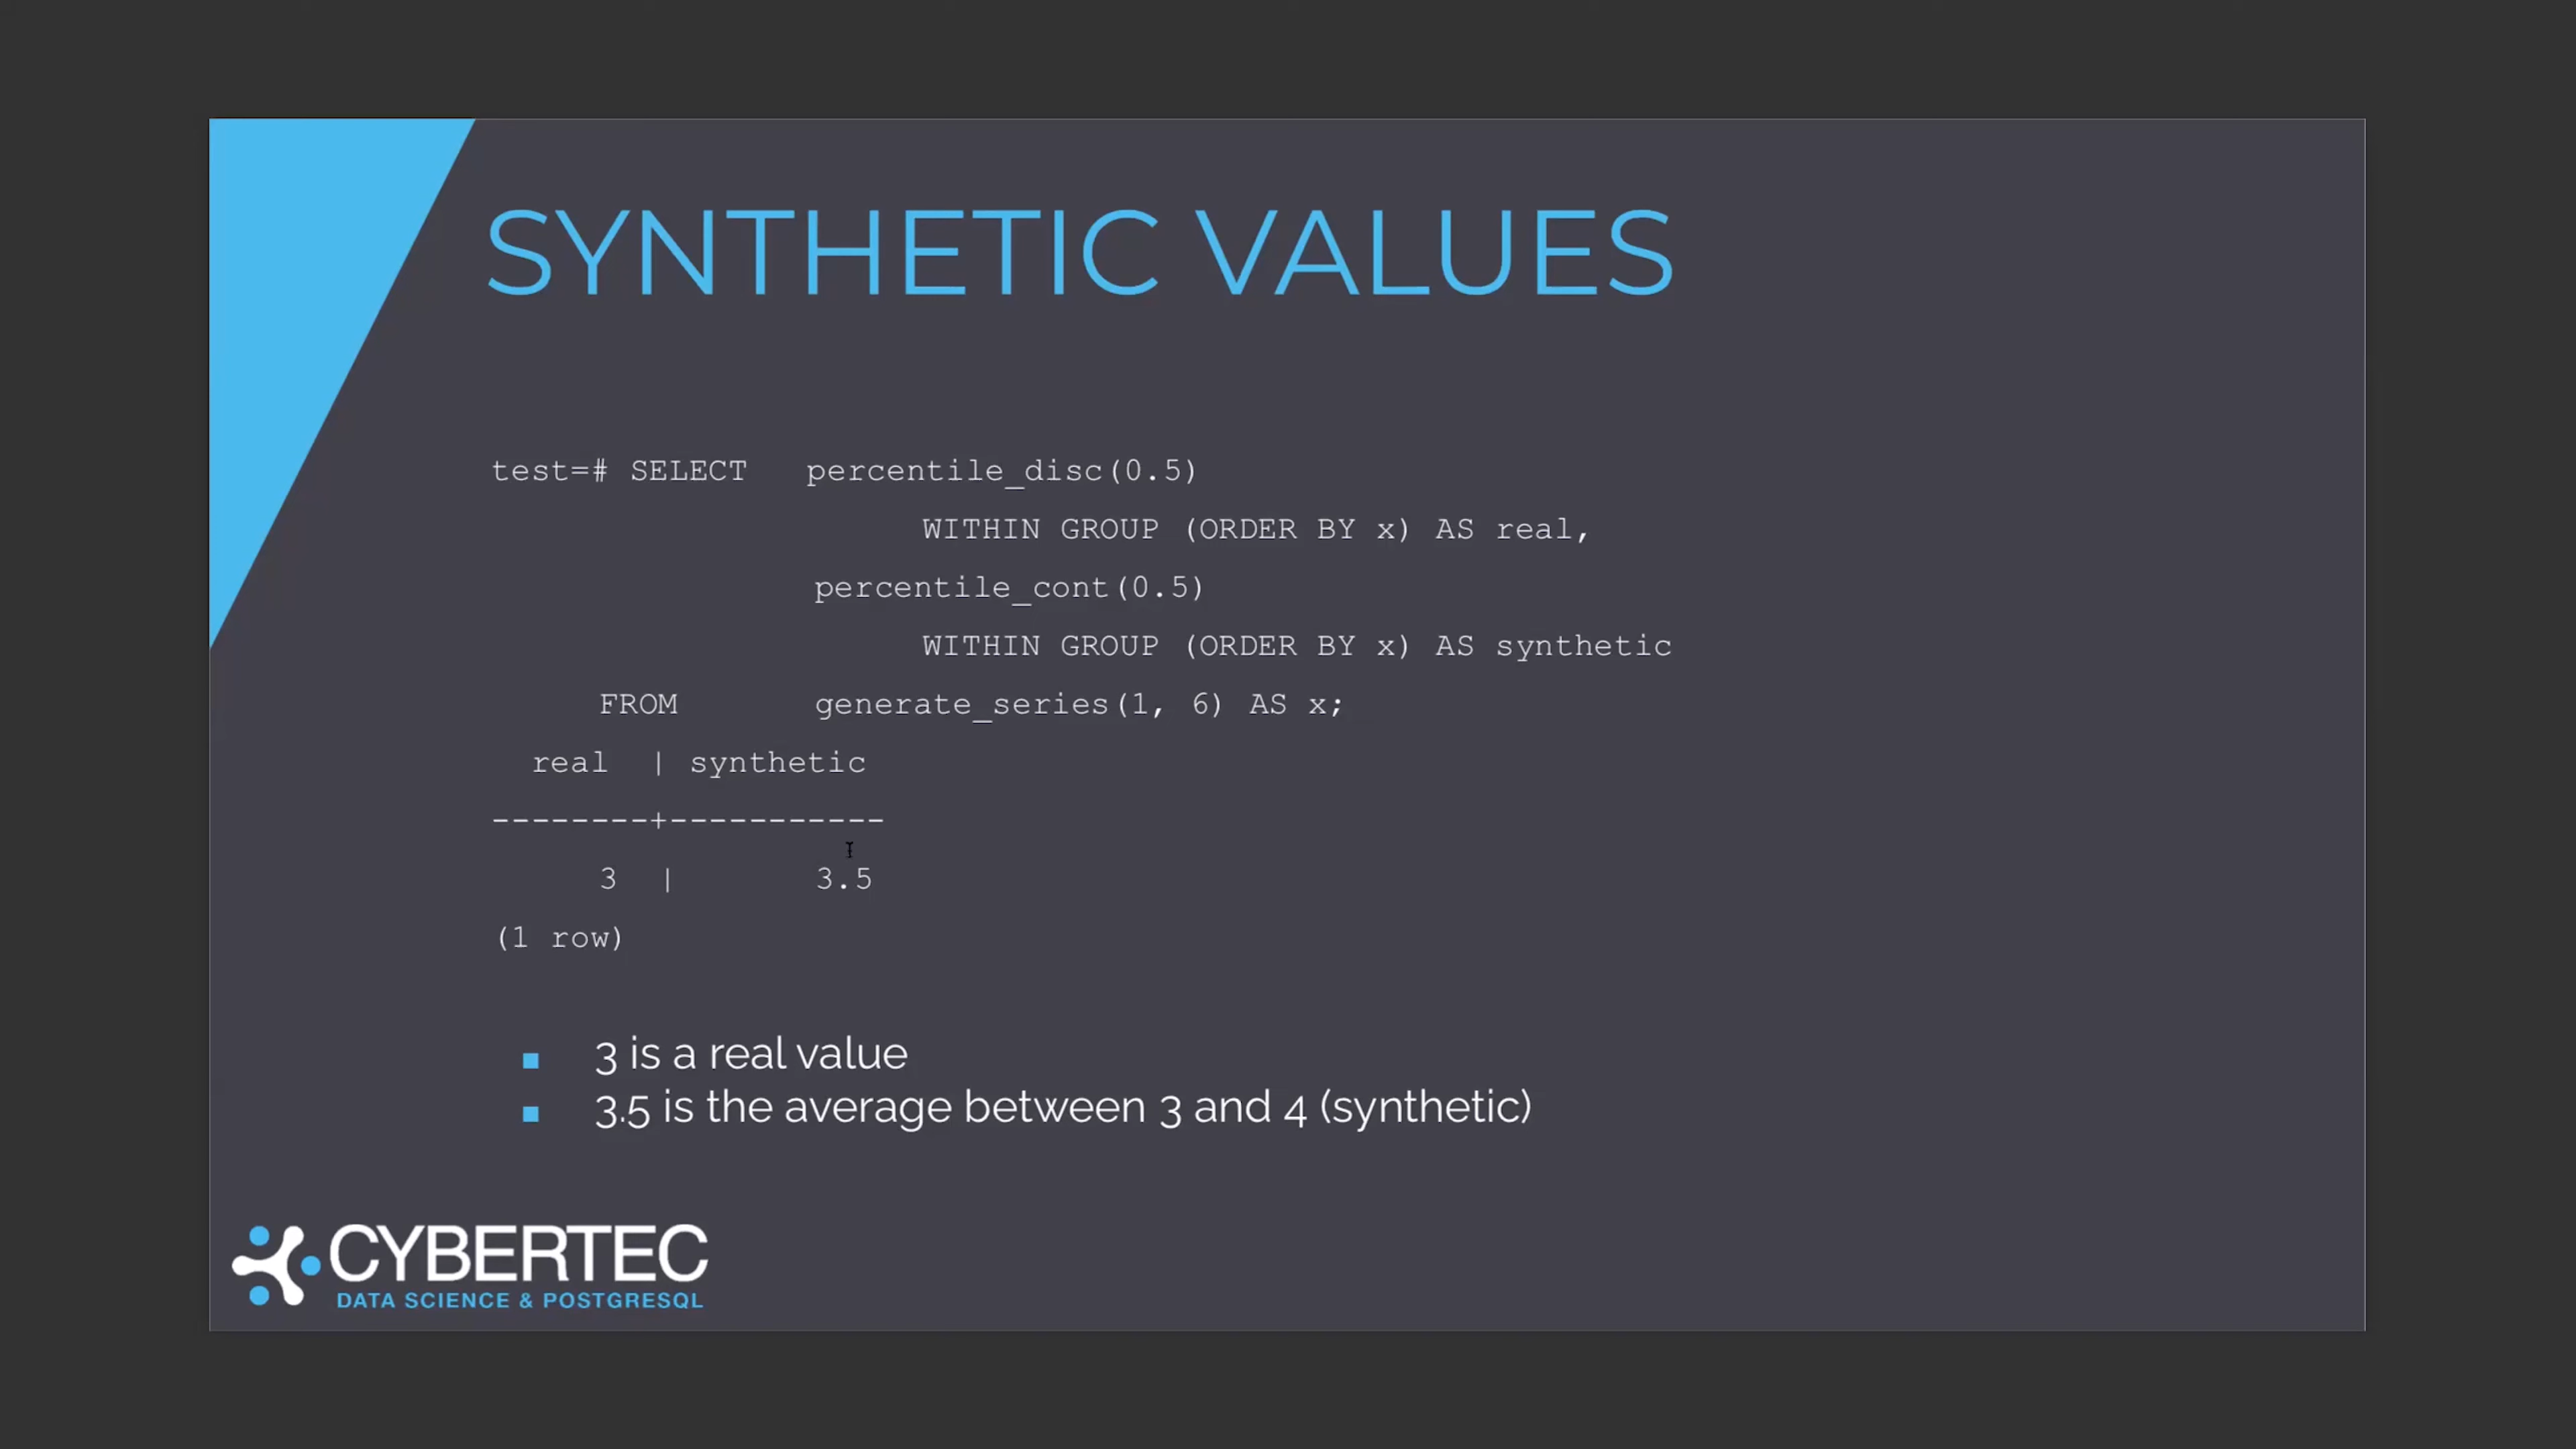 SYNTHETIC VALUES
test=# SELECT   percentile_disc(0.5)
WITHIN GROUP (ORDER BY x) AS real,
percentile_cont(0.5)
WITHIN GROUP (ORDER BY x) AS synthetic
FROM       generate_series(1, 6) AS x;
real  | synthetic
--------+-----------
3  |       3.5
(1 row)
3 is a real value
3.5 is the average between 3 and 4 (synthetic)
CYBERTEC
DATA SCIENCE & POSTGRESQL